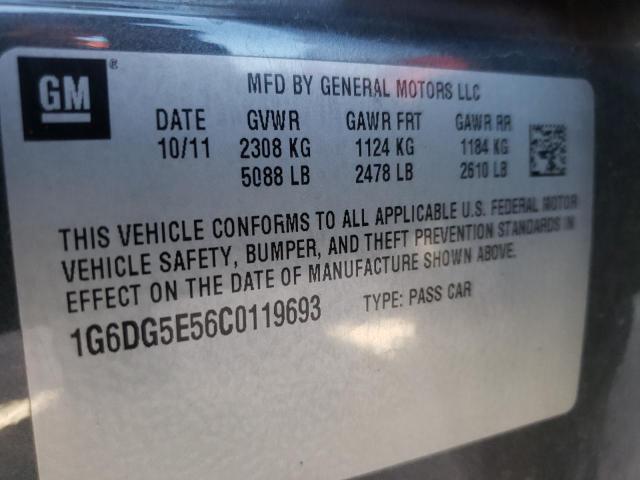 GM ®
MFD BY GENERAL MOTORS LLC
DATE GVWR GAWR FRT GAWR RR
10/11 2308 KG 1124 KG 1184 KG
5088 LB 2478 LB 2610 LB
THIS VEHICLE CONFORMS TO ALL APPLICABLE U.S. FEDERAL MOTOR
VEHICLE SAFETY, BUMPER, AND THEFT PREVENTION STANDARDS IN
EFFECT ON THE DATE OF MANUFACTURE SHOWN ABOVE.
1G6DG5E56C0119693 TYPE: PASS CAR